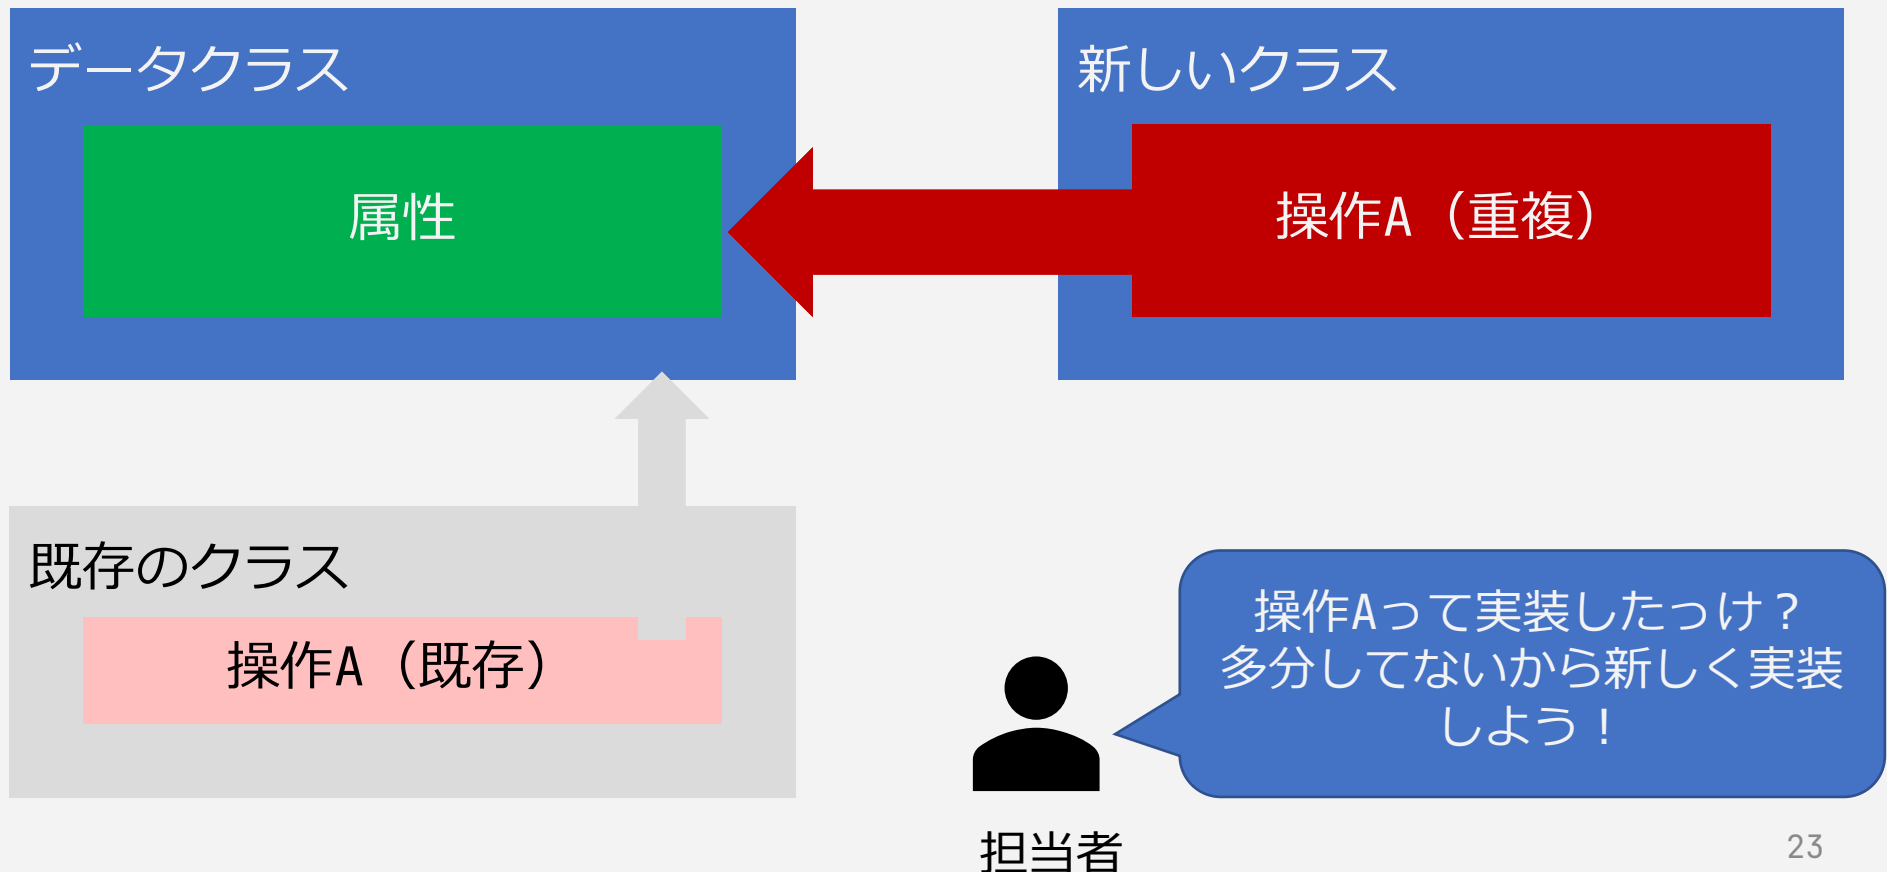 データクラス
属性
新しいクラス
操作A（重複）
既存のクラス
操作A（既存）
操作Aって実装したっけ？
多分してないから新しく実装
しよう！
担当者
23